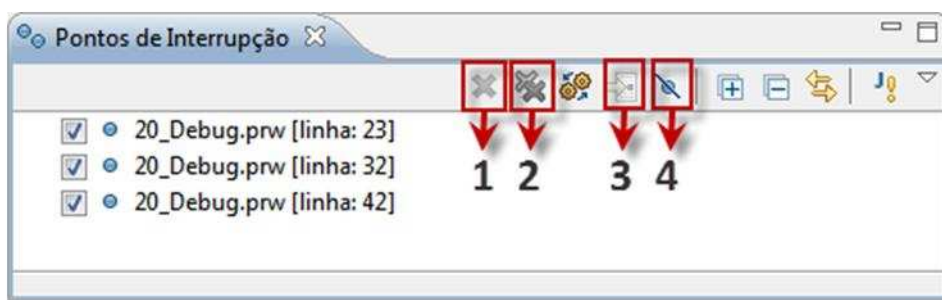 Pontos de Interrupção
20_Debug.prw [linha: 23]
20_Debug.prw [linha: 32]
20_Debug.prw [linha: 42]
1 2 3 4